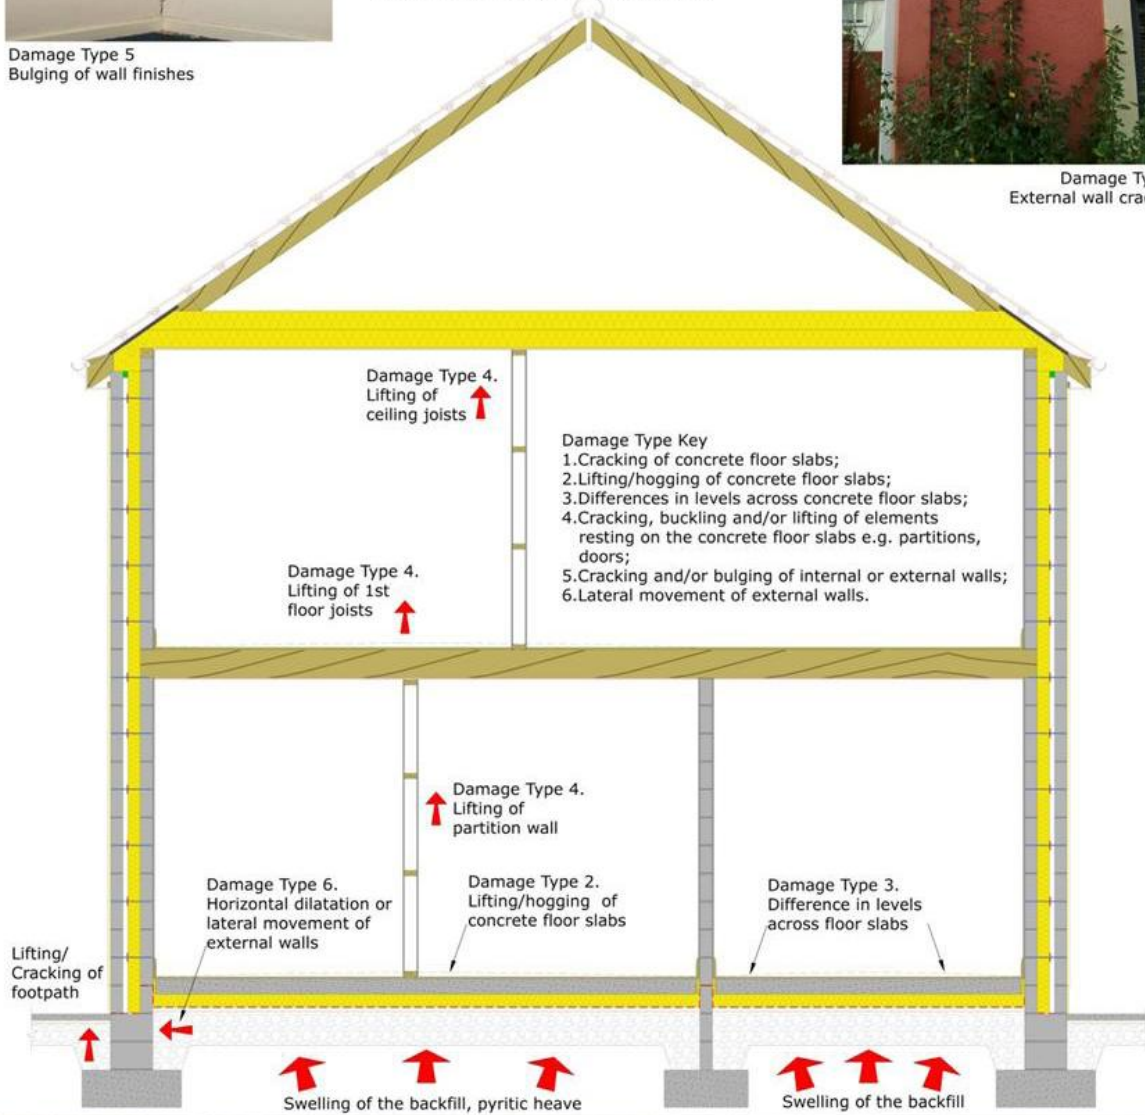 Damage Type 5
Bulging of wall finishes
Damage
External wall
Damage Type 4.
Lifting of
ceiling joists
Damage Type Key
1.Cracking of concrete floor slabs;
2.Lifting/hogging of concrete floor slabs;
3.Differences in levels across concrete floor slabs;
4.Cracking, buckling and/or lifting of elements
resting on the concrete floor slabs e.g. partitions,
doors;
5.Cracking and/or bulging of internal or external walls;
6.Lateral movement of external walls.
Damage Type 4.
Lifting of 1st
floor joists
Damage Type 4.
Lifting of
partition wall
Damage Type 6.
Horizontal dilatation or
lateral movement of
external walls
Damage Type 2.
Lifting/hogging of
concrete floor slabs
Damage Type 3.
Difference in levels
across floor slabs
Lifting/
Cracking of
footpath
Swelling of the backfill, pyritic heave
Swelling of the backfill